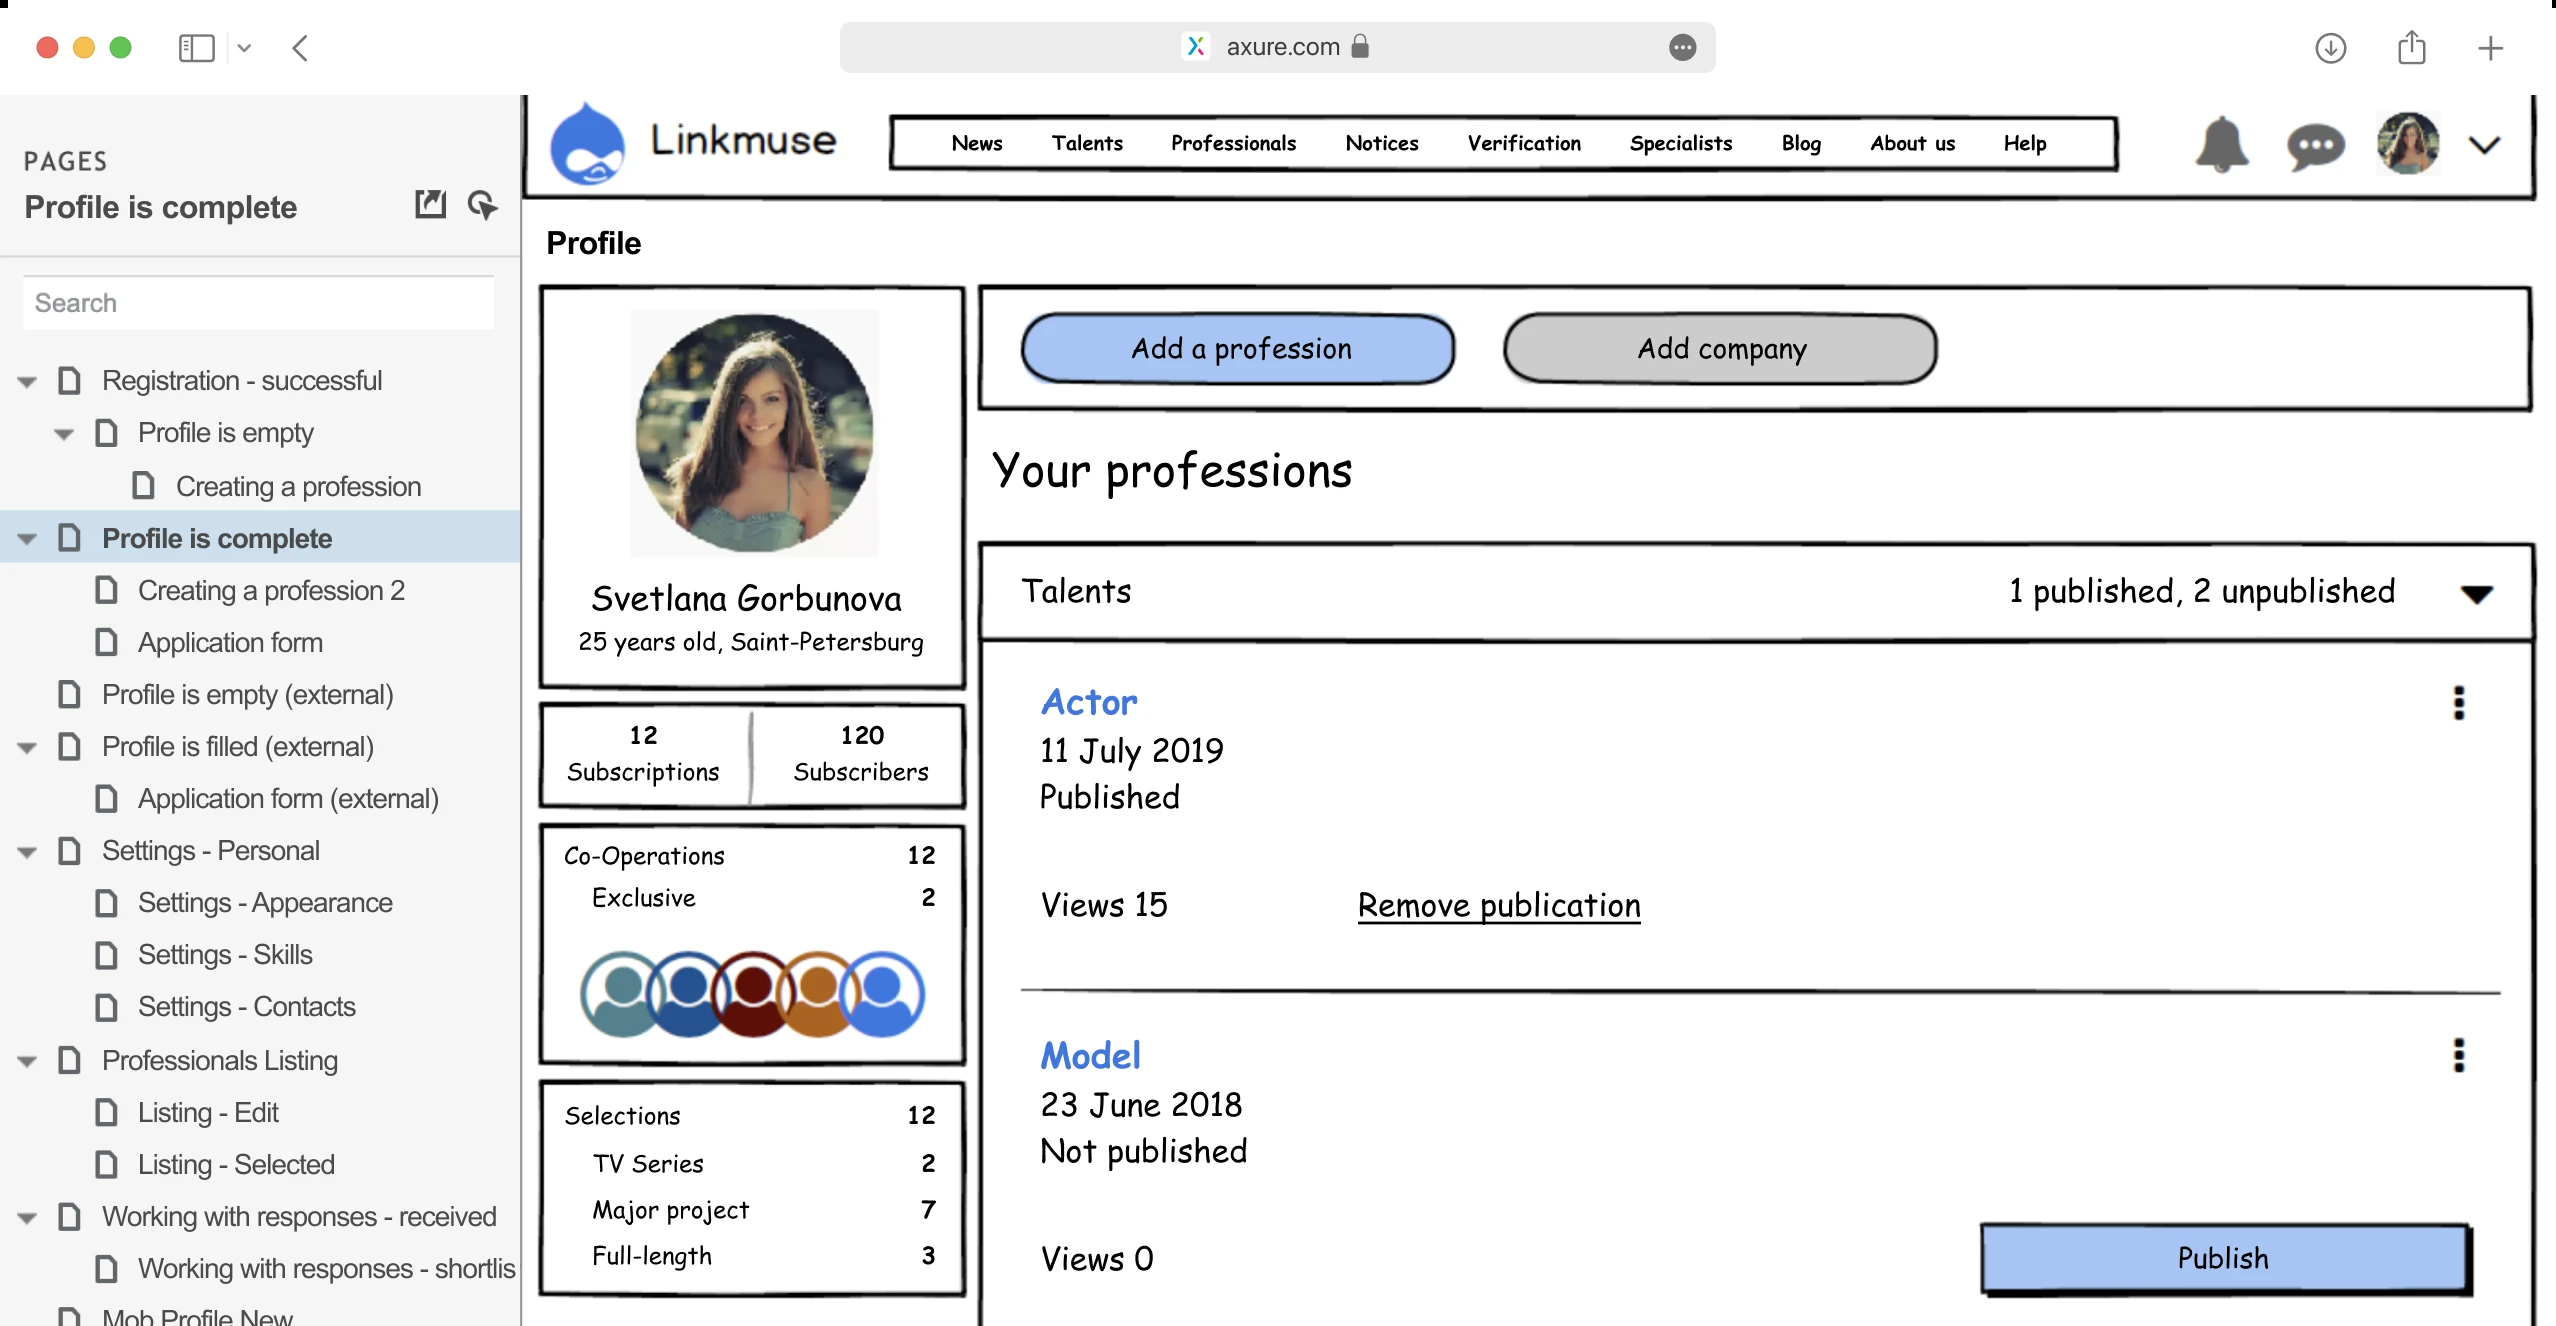 axure.com
PAGES
Profile is complete
Search
Registration - successful
Profile is empty
Creating a profession
Profile is complete
Creating a profession 2
Application form
Profile is empty (external)
Profile is filled (external)
Application form (external)
Settings - Personal
Settings - Appearance
Settings - Skills
Settings - Contacts
Professionals Listing
Listing - Edit
Listing - Selected
Working with responses - received
Working with responses - shortlis
Mob Profile New
Linkmuse
News Talents Professionals Notices Verification Specialists Blog About us Help
Profile
Svetlana Gorbunova
25 years old, Saint-Petersburg
12 120
Subscriptions Subscribers
Co-Operations 12
Exclusive 2
Selections 12
TV Series 2
Major project 7
Full-length 3
Add a profession Add company
Your professions
Talents 1 published, 2 unpublished
Actor
11 July 2019
Published
Views 15 Remove publication
Model
23 June 2018
Not published
Views 0 Publish